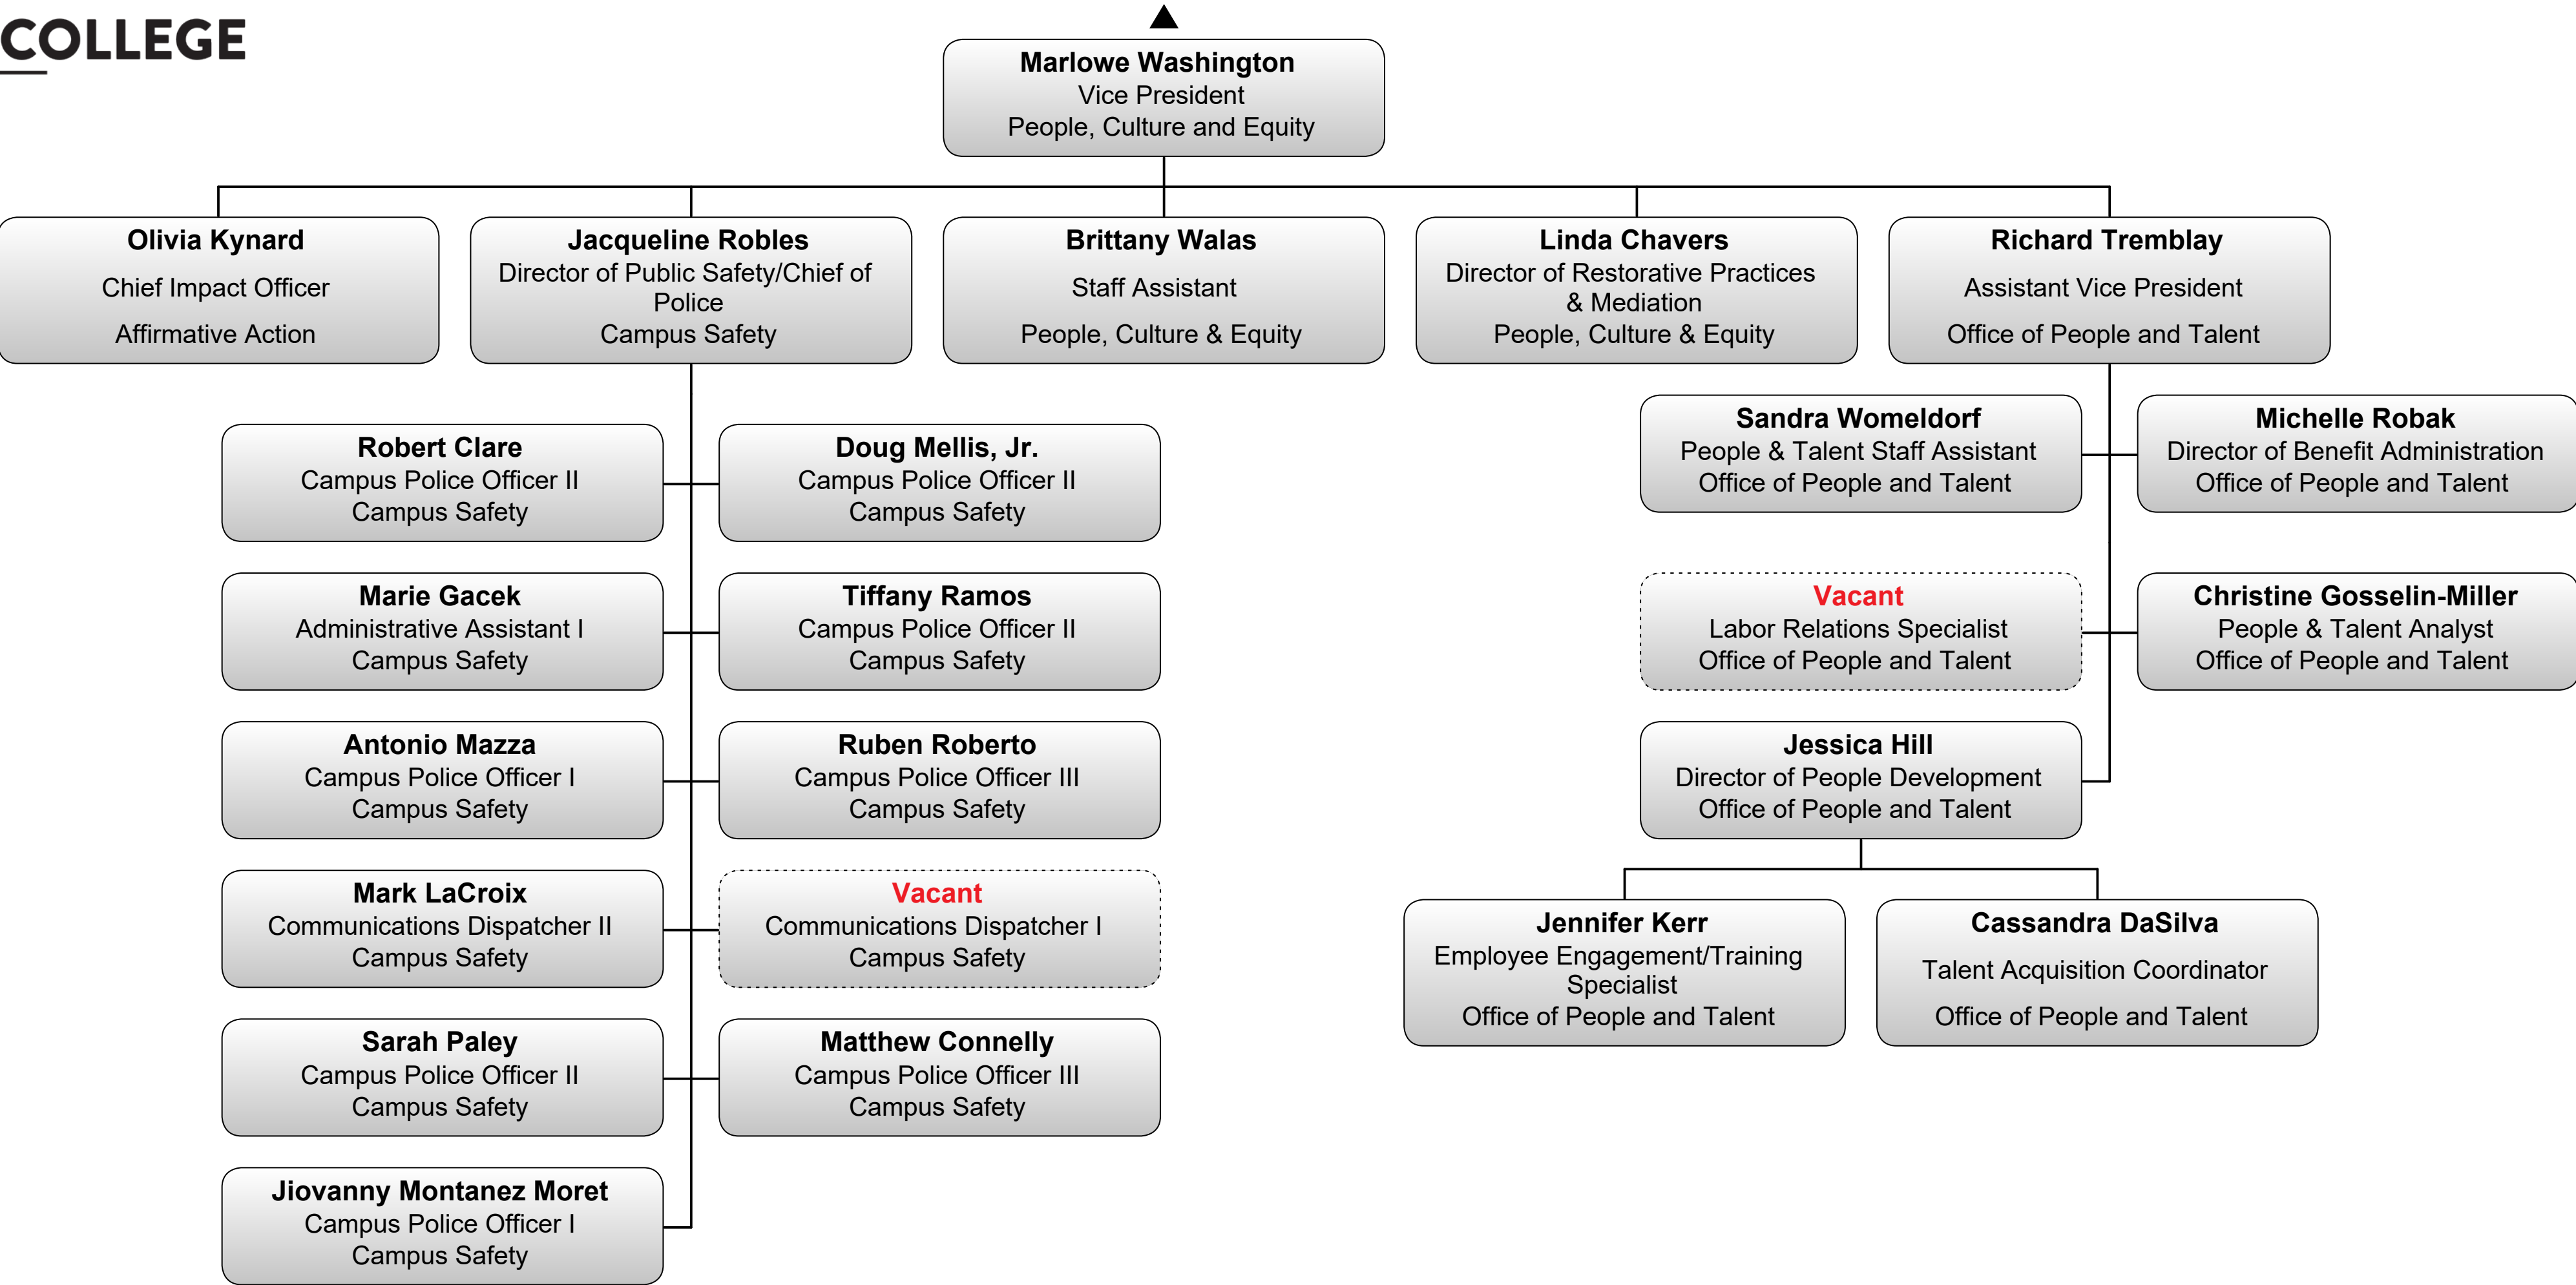 COLLEGE
Marlowe Washington
Vice President
People, Culture and Equity
Olivia Kynard
Chief Impact Officer
Affirmative Action
Jacqueline Robles
Director of Public Safety/Chief of
Police
Campus Safety
Brittany Walas
Staff Assistant
People, Culture & Equity
Linda Chavers
Director of Restorative Practices
& Mediation
People, Culture & Equity
Richard Tremblay
Assistant Vice President
Office of People and Talent
Robert Clare
Campus Police Officer II
Campus Safety
Doug Mellis, Jr.
Campus Police Officer II
Campus Safety
Marie Gacek
Administrative Assistant I
Campus Safety
Tiffany Ramos
Campus Police Officer II
Campus Safety
Antonio Mazza
Campus Police Officer I
Campus Safety
Ruben Roberto
Campus Police Officer III
Campus Safety
Mark LaCroix
Communications Dispatcher II
Campus Safety
Vacant
Communications Dispatcher I
Campus Safety
Sarah Paley
Campus Police Officer II
Campus Safety
Matthew Connelly
Campus Police Officer III
Campus Safety
Jiovanny Montanez Moret
Campus Police Officer I
Campus Safety
Sandra Womeldorf
People & Talent Staff Assistant
Office of People and Talent
Michelle Robak
Director of Benefit Administration
Office of People and Talent
Vacant
Labor Relations Specialist
Office of People and Talent
Christine Gosselin-Miller
People & Talent Analyst
Office of People and Talent
Jessica Hill
Director of People Development
Office of People and Talent
Jennifer Kerr
Employee Engagement/Training
Specialist
Office of People and Talent
Cassandra DaSilva
Talent Acquisition Coordinator
Office of People and Talent